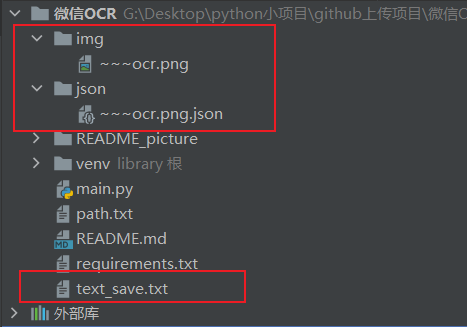 微信OCR G:\Desktop\python小项目\github上传项目\微信O
img
~~~ocr.png
json
~~~ocr.png.json
README_picture
venv library 根
main.py
path.txt
README.md
requirements.txt
text_save.txt
外部库